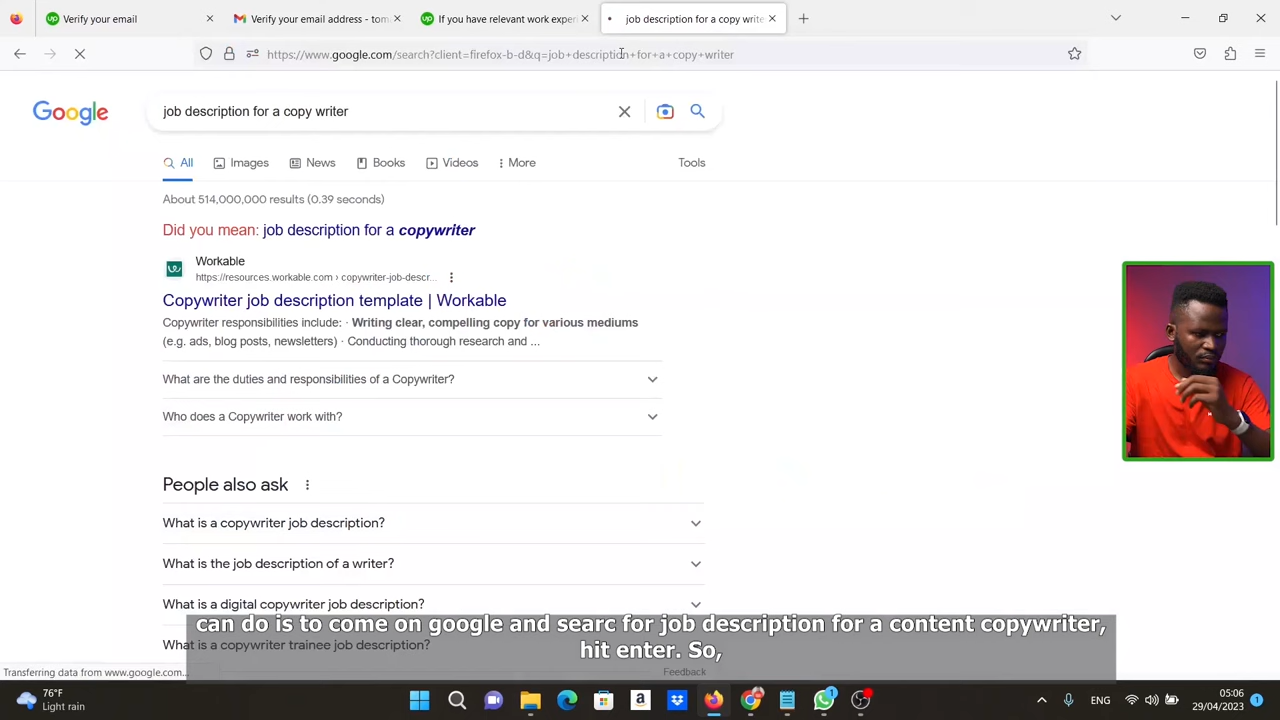 Verify your email
Verify your email address - tom
If you have relevant work exper
job description for a copy write
https://www.google.com/search?client=firefox-b-d&q=job+description+for+a+copy+writer
Google
job description for a copy writer
All
Images
News
Books
Videos
More
Tools
About 514,000,000 results (0.39 seconds)
Did you mean: job description for a copywriter
Workable
https://resources.workable.com › copywriter-job-descr...
Copywriter job description template | Workable
Copywriter responsibilities include: · Writing clear, compelling copy for various mediums
(e.g. ads, blog posts, newsletters) · Conducting thorough research and ...
What are the duties and responsibilities of a Copywriter?
Who does a Copywriter work with?
People also ask
What is a copywriter job description?
What is the job description of a writer?
What is a digital copywriter job description?
What is a copywriter trainee job description?
can do is to come on google and searc for job description for a content copywriter,
hit enter. So,
Feedback
Transferring data from www.google.com...
76°F
Light rain
ENG
05:06
29/04/2023